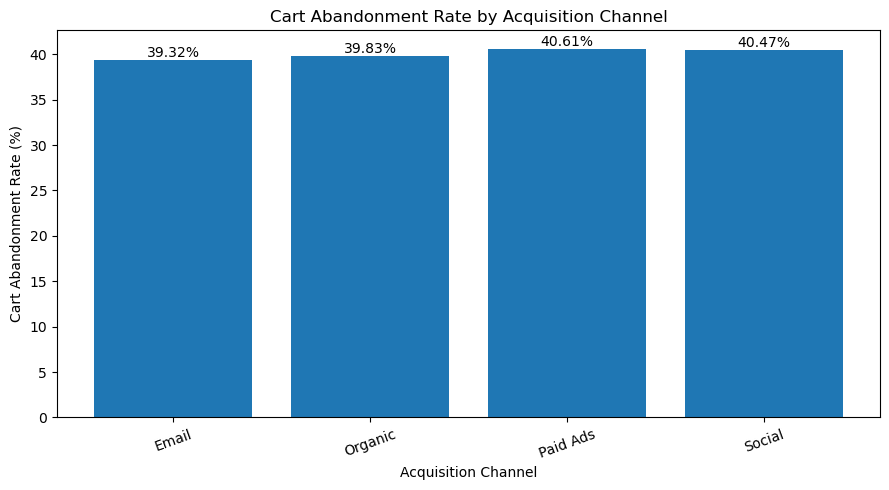 Cart Abandonment Rate by Acquisition Channel
39.32%
39.83%
40.61%
40.47%
Cart Abandonment Rate (%)
40
35
30
25
20
15
10
5
0
Email
Organic
Paid Ads
Social
Acquisition Channel